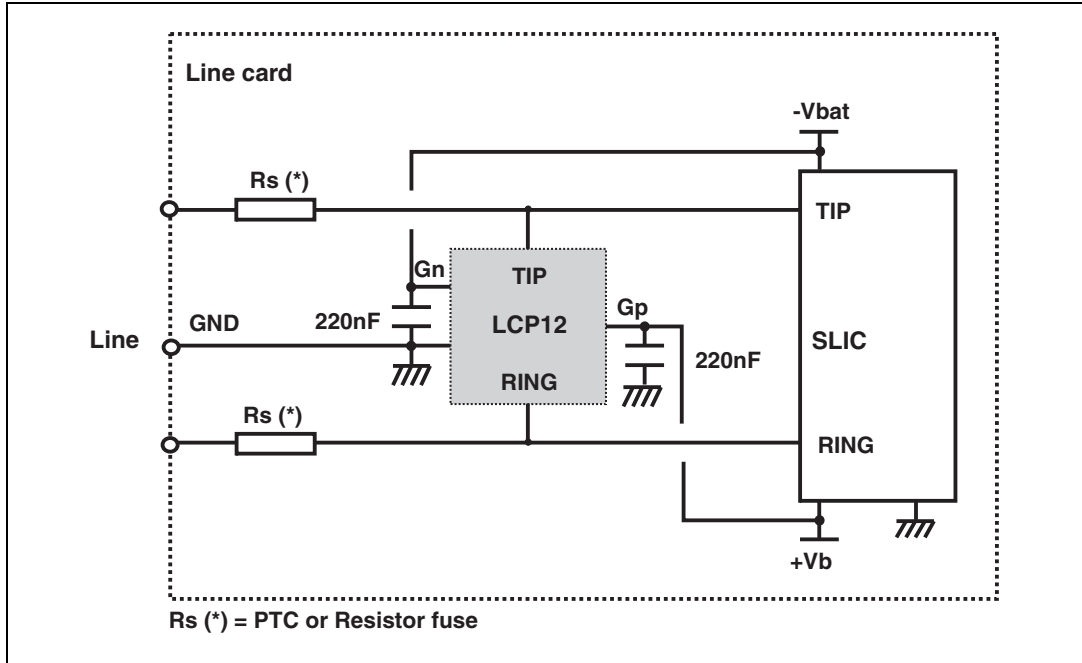 Line card
-Vbat
Rs (*)
TIP
Gn
TIP
Gp
220nF
LCP12
GND
Line
SLIC
220nF
RING
Rs (*)
RING
+Vb
Rs (*) = PTC or Resistor fuse